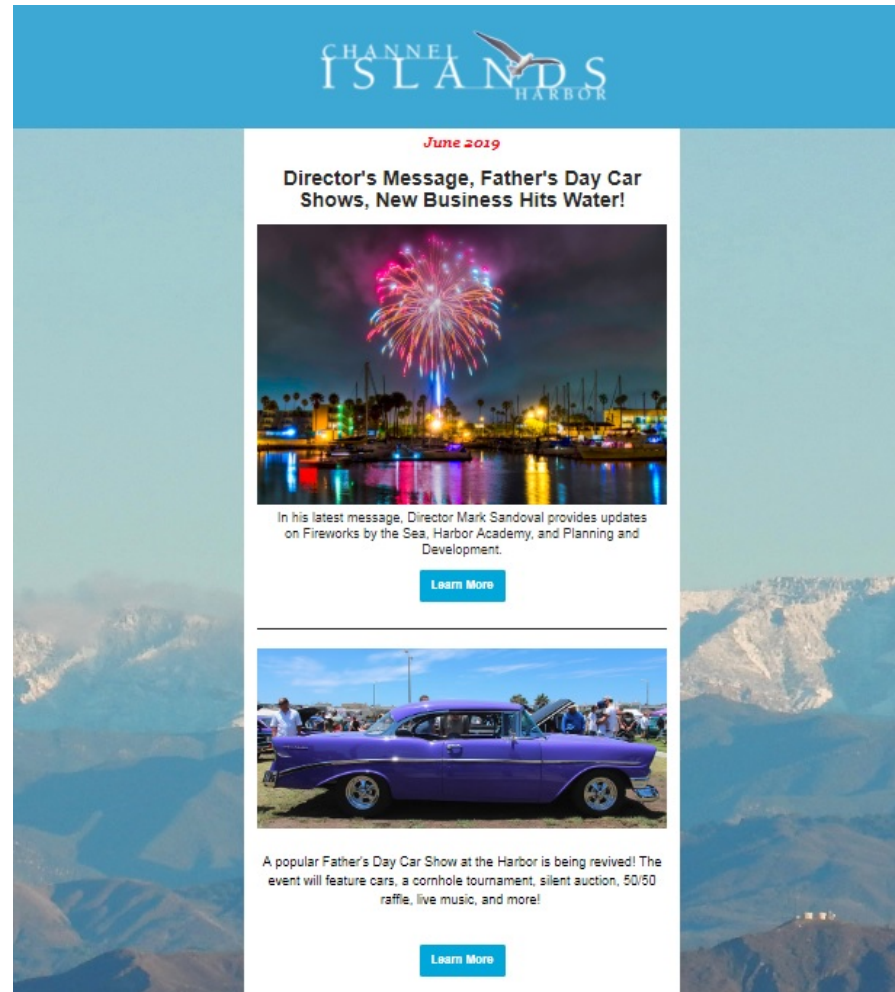 CHANNEL
ISLANDS
HARBOR
June 2019
Director's Message, Father's Day Car
Shows, New Business Hits Water!
In his latest message, Director Mark Sandoval provides updates
on Fireworks by the Sea, Harbor Academy, and Planning and
Development.
Learn More
A popular Father's Day Car Show at the Harbor is being revived! The
event will feature cars, a cornhole tournament, silent auction, 50/50
raffle, live music, and more!
Learn More